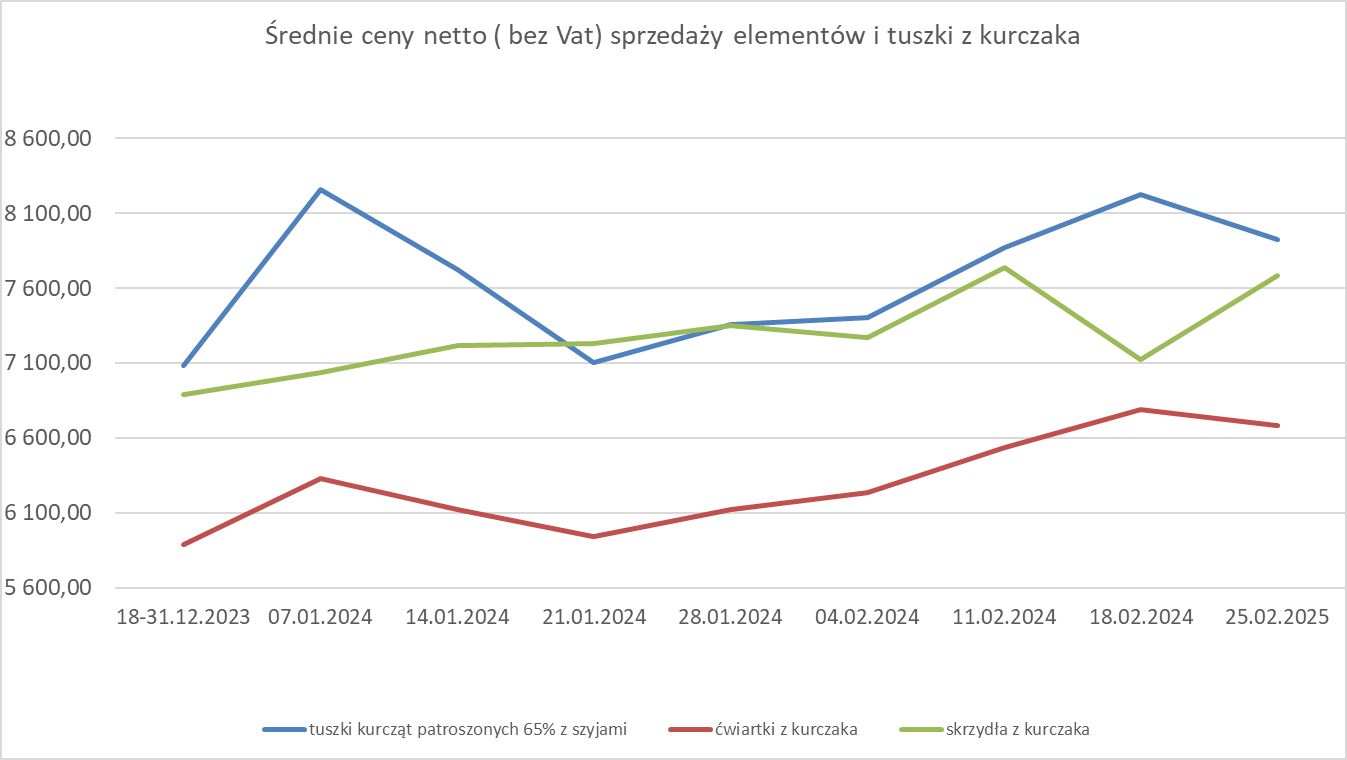 Średnie ceny netto ( bez Vat) sprzedaży elementów i tuszki z kurczaka
8 600,00
8 100,00
7 600,00
7 100,00
6 600,00
6 100,00
5 600,00
18-31.12.2023 07.01.2024 14.01.2024 21.01.2024 28.01.2024 04.02.2024 11.02.2024 18.02.2024 25.02.2025
tuszki kurcząt patroszonych 65% z szyjami ćwiartki z kurczaka skrzydła z kurczaka